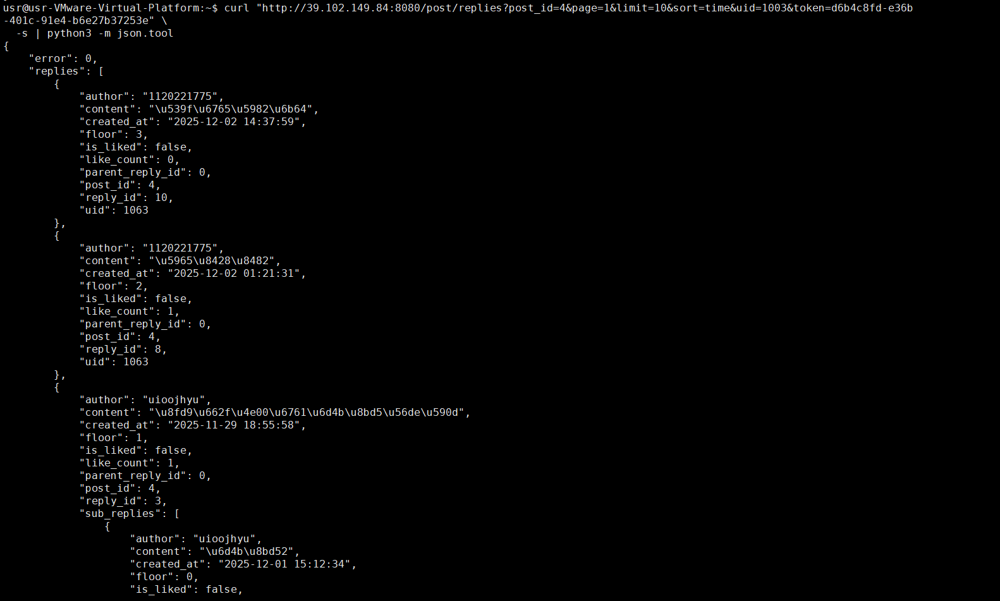 usr@usr-VMware-Virtual-Platform:~$ curl "http://39.102.149.84:8080/post/replies?post_id=4&page=1&limit=10&sort=time&uid=1003&token=d6b4c8fd-e36b
-401c-91e4-b6e27b37253e" \
  -s | python3 -m json.tool
{
    "error": 0,
    "replies": [
        {
            "author": "1120221775",
            "content": "\u539f\u6765\u5982\u6b64",
            "created_at": "2025-12-02 14:37:59",
            "floor": 3,
            "is_liked": false,
            "like_count": 0,
            "parent_reply_id": 0,
            "post_id": 4,
            "reply_id": 10,
            "uid": 1063
        },
        {
            "author": "1120221775",
            "content": "\u5965\u8428\u8482",
            "created_at": "2025-12-02 01:21:31",
            "floor": 2,
            "is_liked": false,
            "like_count": 1,
            "parent_reply_id": 0,
            "post_id": 4,
            "reply_id": 8,
            "uid": 1063
        },
        {
            "author": "uioojhyu",
            "content": "\u8fd9\u662f\u4e00\u6761\u6d4b\u8bd5\u56de\u590d",
            "created_at": "2025-11-29 18:55:58",
            "floor": 1,
            "is_liked": false,
            "like_count": 1,
            "parent_reply_id": 0,
            "post_id": 4,
            "reply_id": 3,
            "sub_replies": [
                {
                    "author": "uioojhyu",
                    "content": "\u6d4b\u8bd52",
                    "created_at": "2025-12-01 15:12:34",
                    "floor": 0,
                    "is_liked": false,